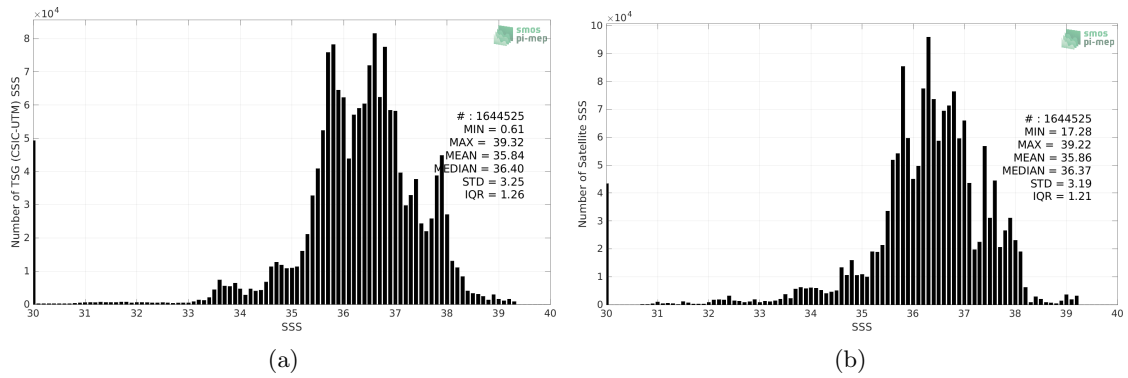 ×10⁴
8
7
6
5
4
3
2
1
0
Number of TSG (CSIC-UTM) SSS
30 31 32 33 34 35 36 37 38 39 40
SSS
smos
pi-mep
# : 1644525
MIN = 0.61
MAX = 39.32
MEAN = 35.84
MEDIAN = 36.40
STD = 3.25
IQR = 1.26
(a)
×10⁴
10
9
8
7
6
5
4
3
2
1
0
Number of Satellite SSS
30 31 32 33 34 35 36 37 38 39 40
SSS
smos
pi-mep
# : 1644525
MIN = 17.28
MAX = 39.22
MEAN = 35.86
MEDIAN = 36.37
STD = 3.19
IQR = 1.21
(b)